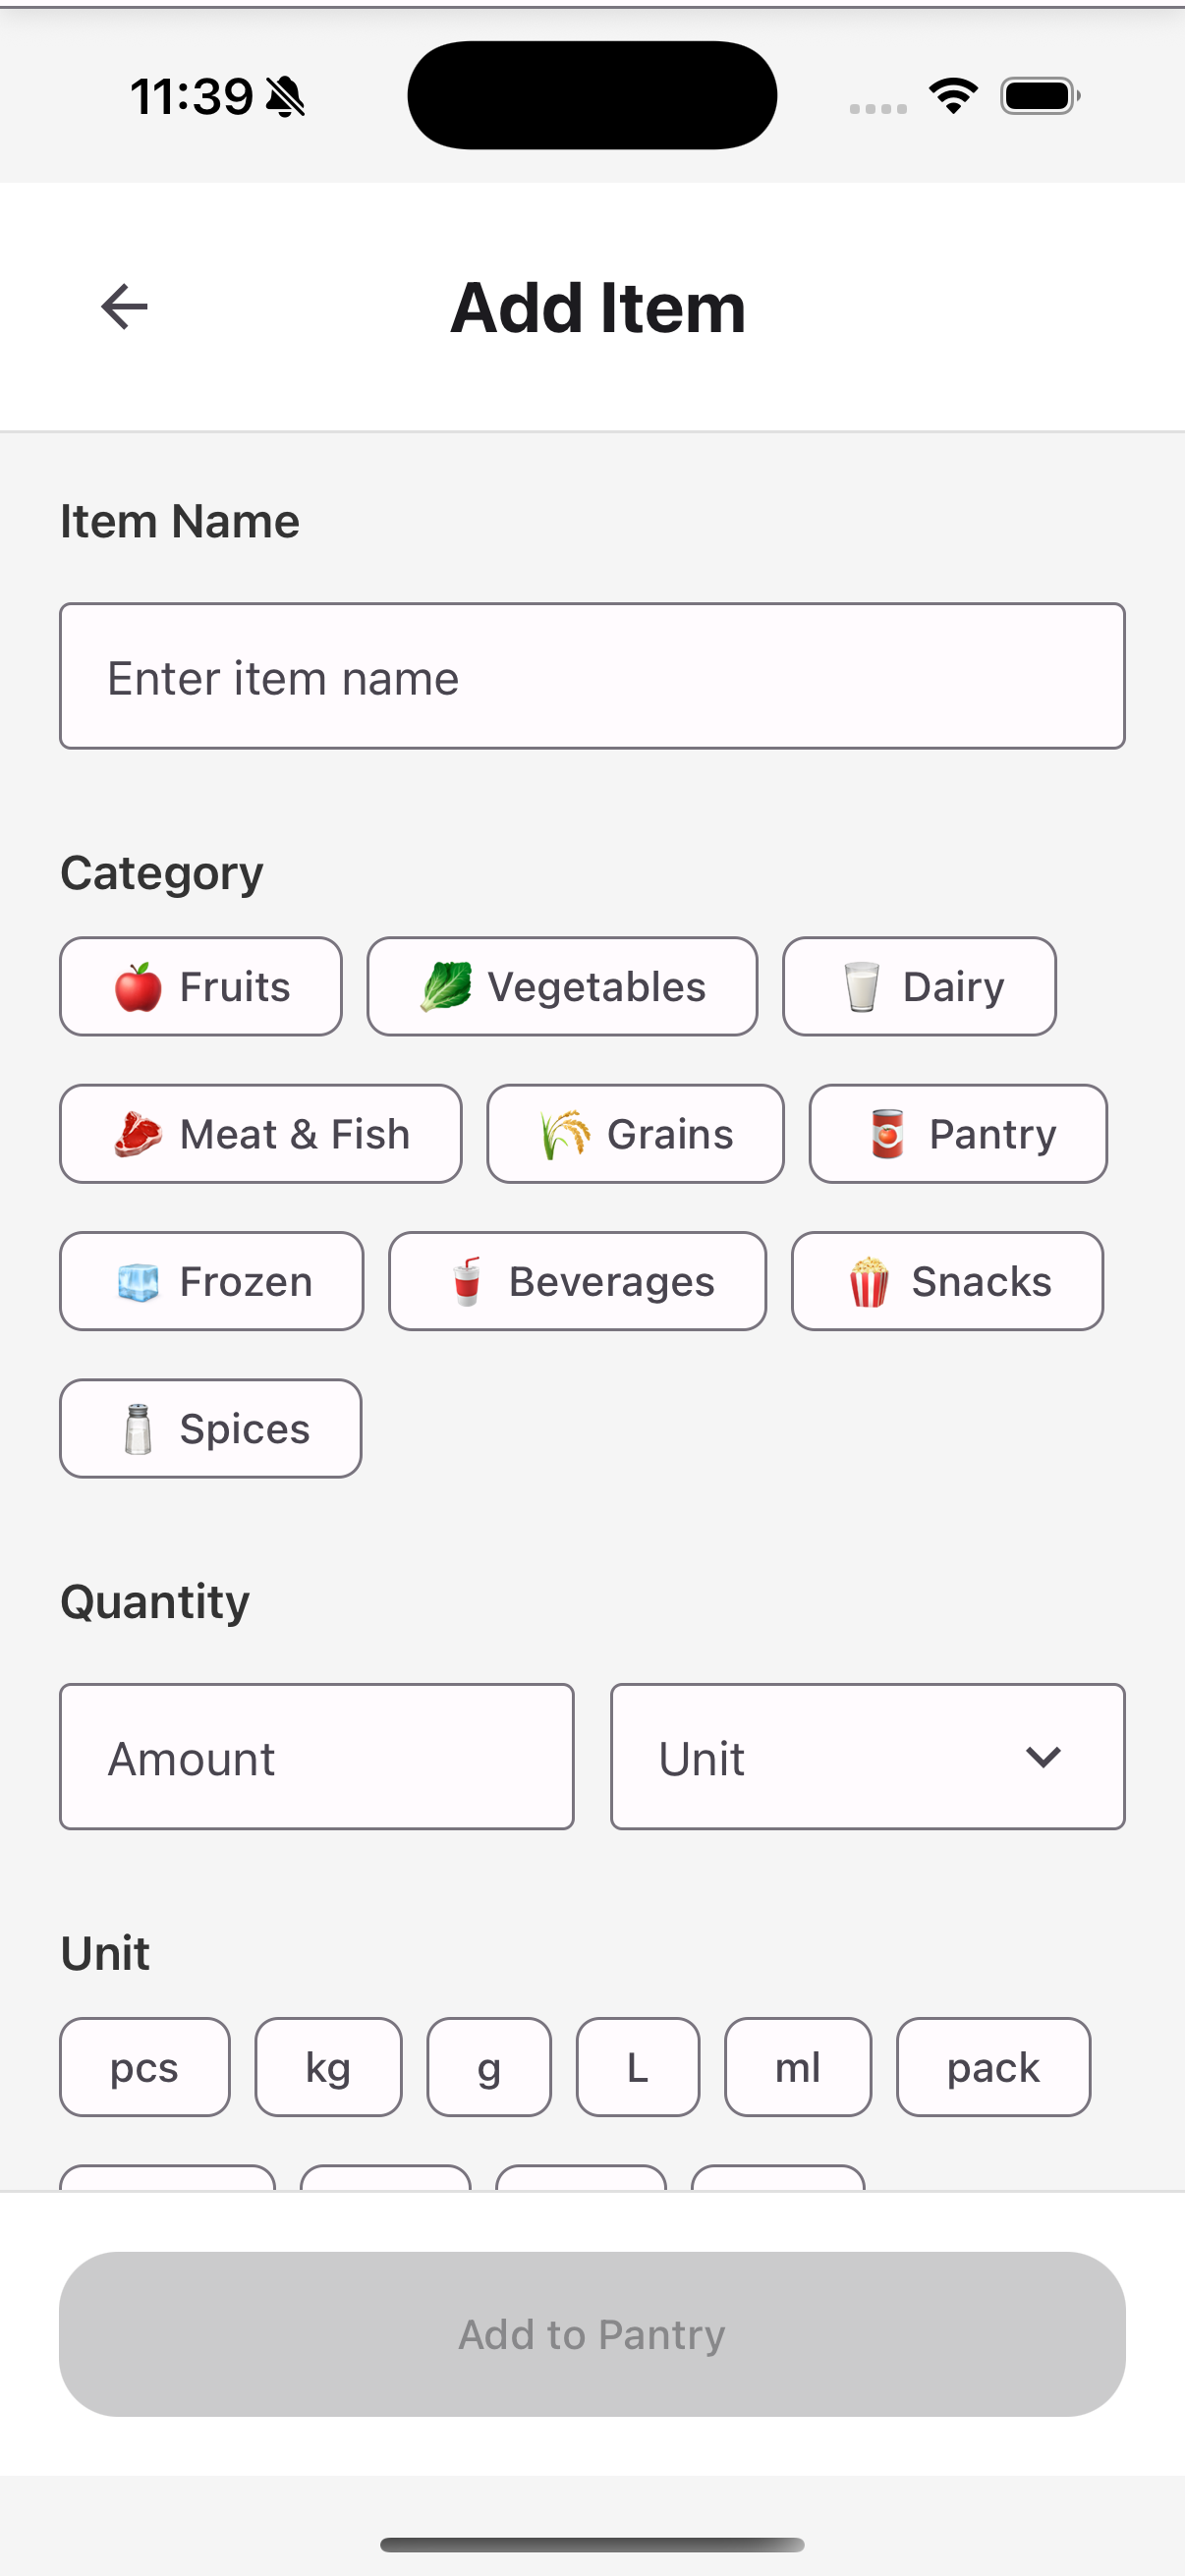 11:39
Add Item
Item Name
Enter item name
Category
Fruits Vegetables Dairy
Meat & Fish Grains Pantry
Frozen Beverages Snacks
Spices
Quantity
Amount Unit
Unit
pcs kg g L ml pack
Add to Pantry